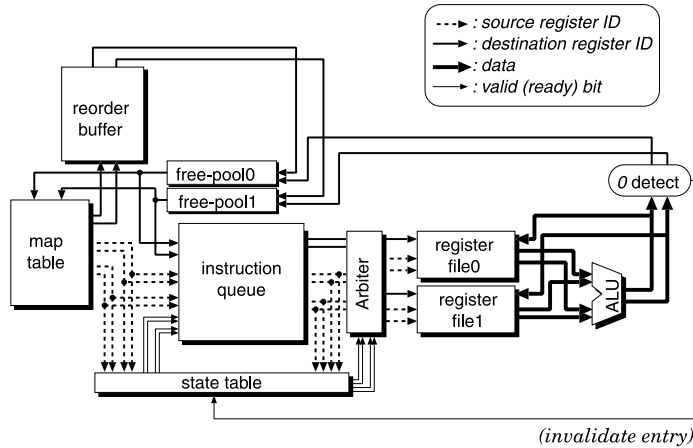 : source register ID
: destination register ID
: data
: valid (ready) bit
reorder
buffer
free-pool0
free-pool1
0 detect
map
table
instruction
queue
Arbiter
register
file0
register
file1
ALU
state table
(invalidate entry)